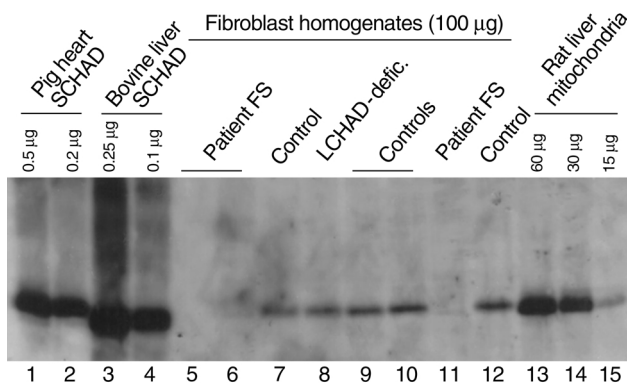 Fibroblast homogenates (100 µg)
Pig heart
SCHAD
Bovine liver
SCHAD
Patient FS
Control
LCHAD-defic.
Controls
Patient FS
Control
Rat liver
mitochondria
0.5 µg
0.2 µg
0.25 µg
0.1 µg
60 µg
30 µg
15 µg
1 2 3 4 5 6 7 8 9 10 11 12 13 14 15